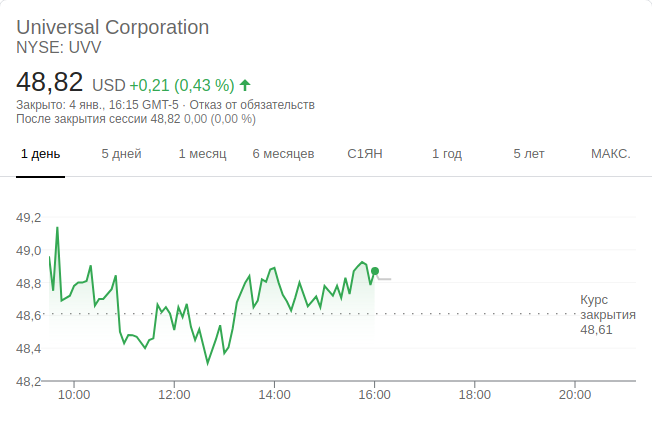 Universal Corporation
NYSE: UVV
48,82 USD +0,21 (0,43 %)
Закрыто: 4 янв., 16:15 GMT-5 · Отказ от обязательств
После закрытия сессии 48,82 0,00 (0,00 %)
1 день 5 дней 1 месяц 6 месяцев С1ЯН 1 год 5 лет МАКС.
49,2
49,0
48,8
48,6
48,4
48,2
Курс
закрытия
48,61
10:00 12:00 14:00 16:00 18:00 20:00